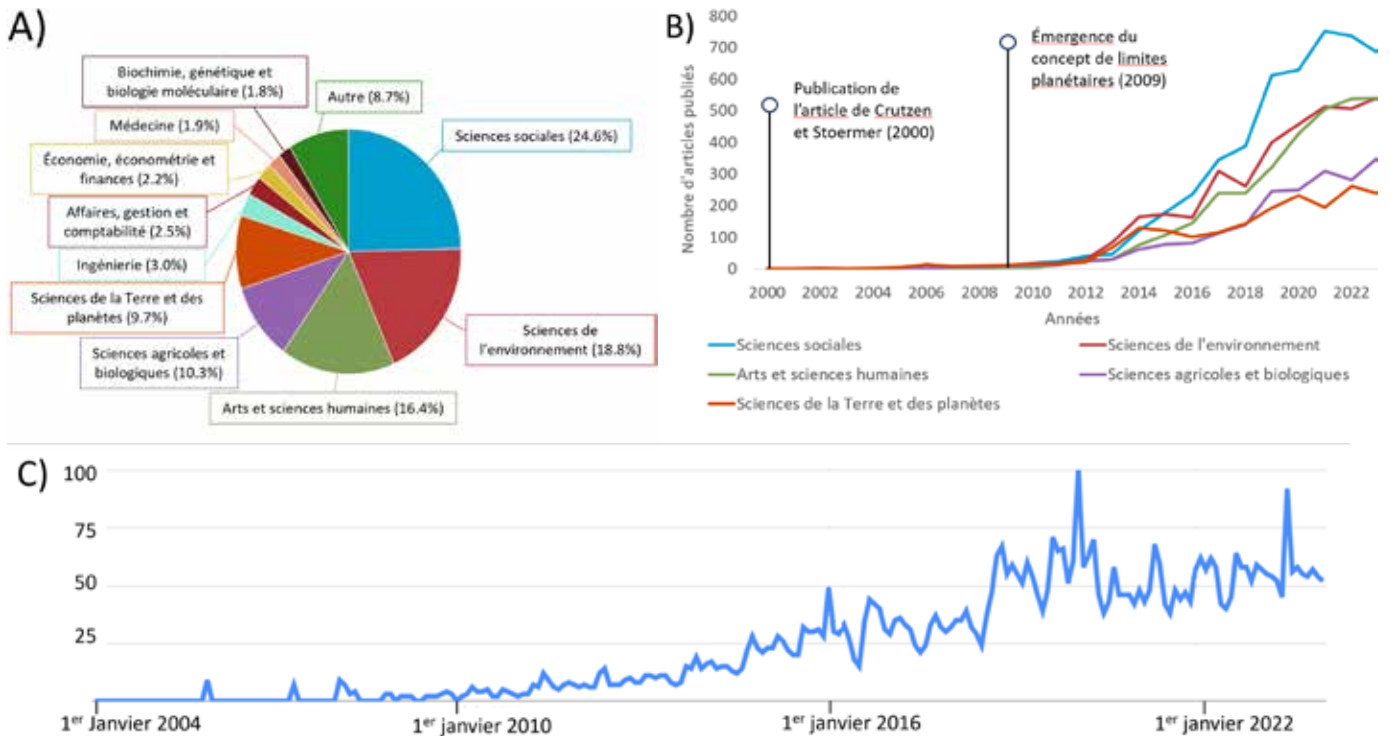 A)
Biochimie, génétique et
biologie moléculaire (1.8%)
Autre (8.7%)
Médecine (1.9%)
Sciences sociales (24.6%)
Économie, économétrie et
finances (2.2%)
Affaires, gestion et
comptabilité (2.5%)
Ingénierie (3.0%)
Sciences de la Terre et des
planètes (9.7%)
Sciences de
l'environnement (18.8%)
Sciences agricoles et
biologiques (10.3%)
Arts et sciences humaines (16.4%)
B)
Nombre d'articles publiés
800
700
600
500
400
300
200
100
0
Publication de
l'article de Crutzen
et Stoermer (2000)
Émergence du
concept de limites
planétaires (2009)
2000 2002 2004 2006 2008 2010 2012 2014 2016 2018 2020 2022
Années
Sciences sociales
Sciences de l'environnement
Arts et sciences humaines
Sciences agricoles et biologiques
Sciences de la Terre et des planètes
C)
100
75
50
25
1er Janvier 2004
1er janvier 2010
1er janvier 2016
1er janvier 2022